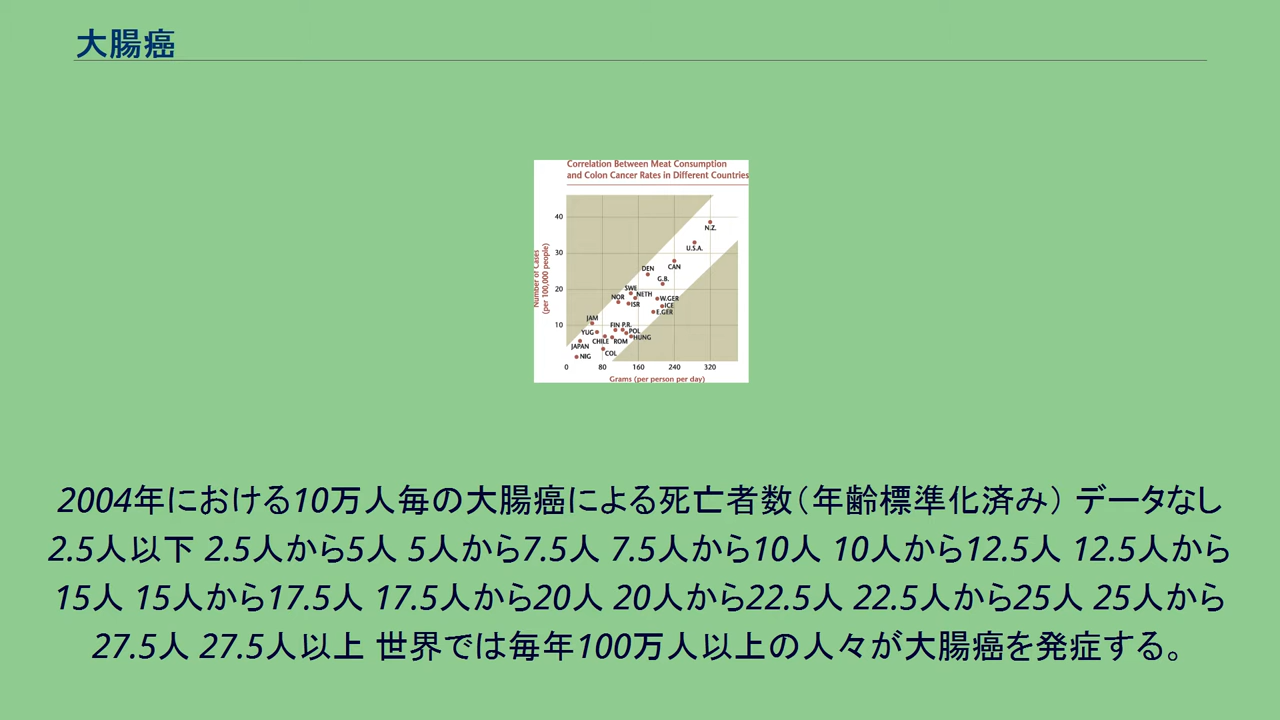 大腸癌
Correlation Between Meat Consumption
and Colon Cancer Rates in Different Countries
Number of Cases
(per 100,000 people)
40
30
20
10
N.Z.
U.S.A.
DEN
CAN
G.B.
SWE
NETH
NOR
ISR
W.GER
ICE
E.GER
JAM
FIN
P.R.
YUG
POL
CHILE
ROM
HUNG
JAPAN
COL
NIG
0 80 160 240 320
Grams (per person per day)
2004年における10万人毎の大腸癌による死亡者数（年齢標準化済み） データなし
2.5人以下 2.5人から5人 5人から7.5人 7.5人から10人 10人から12.5人 12.5人から
15人 15人から17.5人 17.5人から20人 20人から22.5人 22.5人から25人 25人から
27.5人 27.5人以上 世界では毎年100万人以上の人々が大腸癌を発症する。